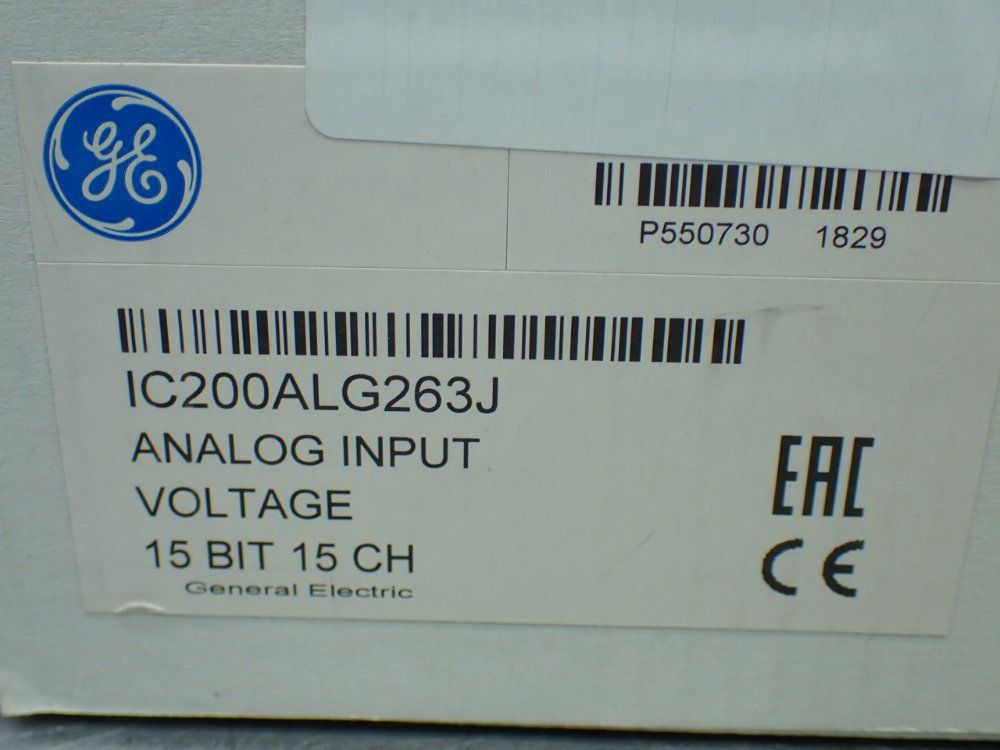 GE
P550730 1829
IC200ALG263J
ANALOG INPUT
VOLTAGE
15 BIT 15 CH
General Electric
EAC
CE